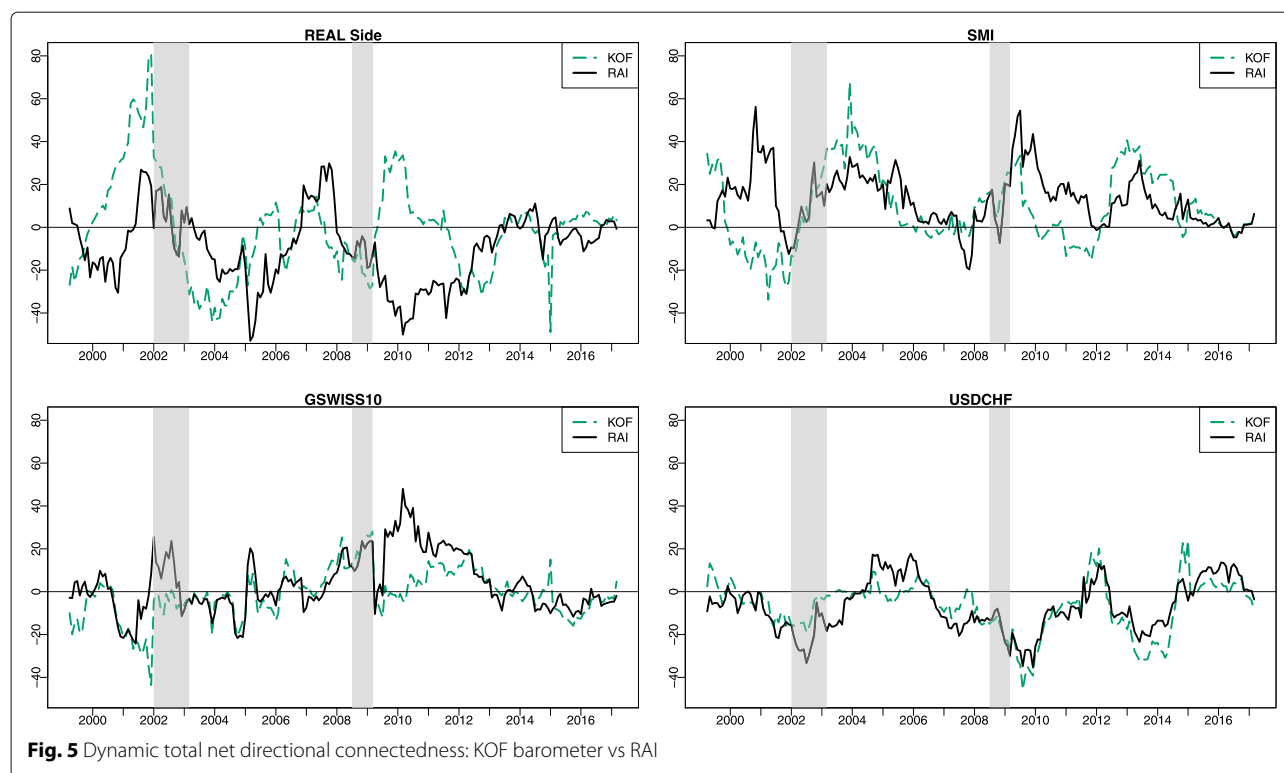 REAL Side
KOF
RAI
80
60
40
20
0
−20
−40
2000 2002 2004 2006 2008 2010 2012 2014 2016
SMI
KOF
RAI
80
60
40
20
0
−20
−40
2000 2002 2004 2006 2008 2010 2012 2014 2016
GSWISS10
KOF
RAI
80
60
40
20
0
−20
−40
2000 2002 2004 2006 2008 2010 2012 2014 2016
USDCHF
KOF
RAI
80
60
40
20
0
−20
−40
2000 2002 2004 2006 2008 2010 2012 2014 2016
Fig. 5 Dynamic total net directional connectedness: KOF barometer vs RAI